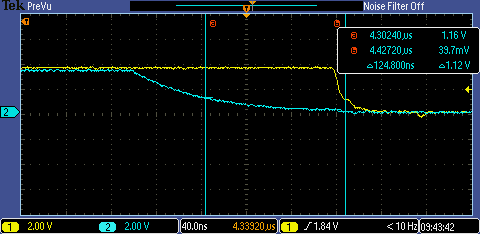 Tek PreVu Noise Filter Off
a b
a 4.30240µs 1.16 V
b 4.42720µs 39.7mV
△124.800ns △1.12 V
2
1 2.00 V 2 2.00 V 40.0ns 4.33920µs 1 ∫ 1.84 V < 10 Hz 09:43:42